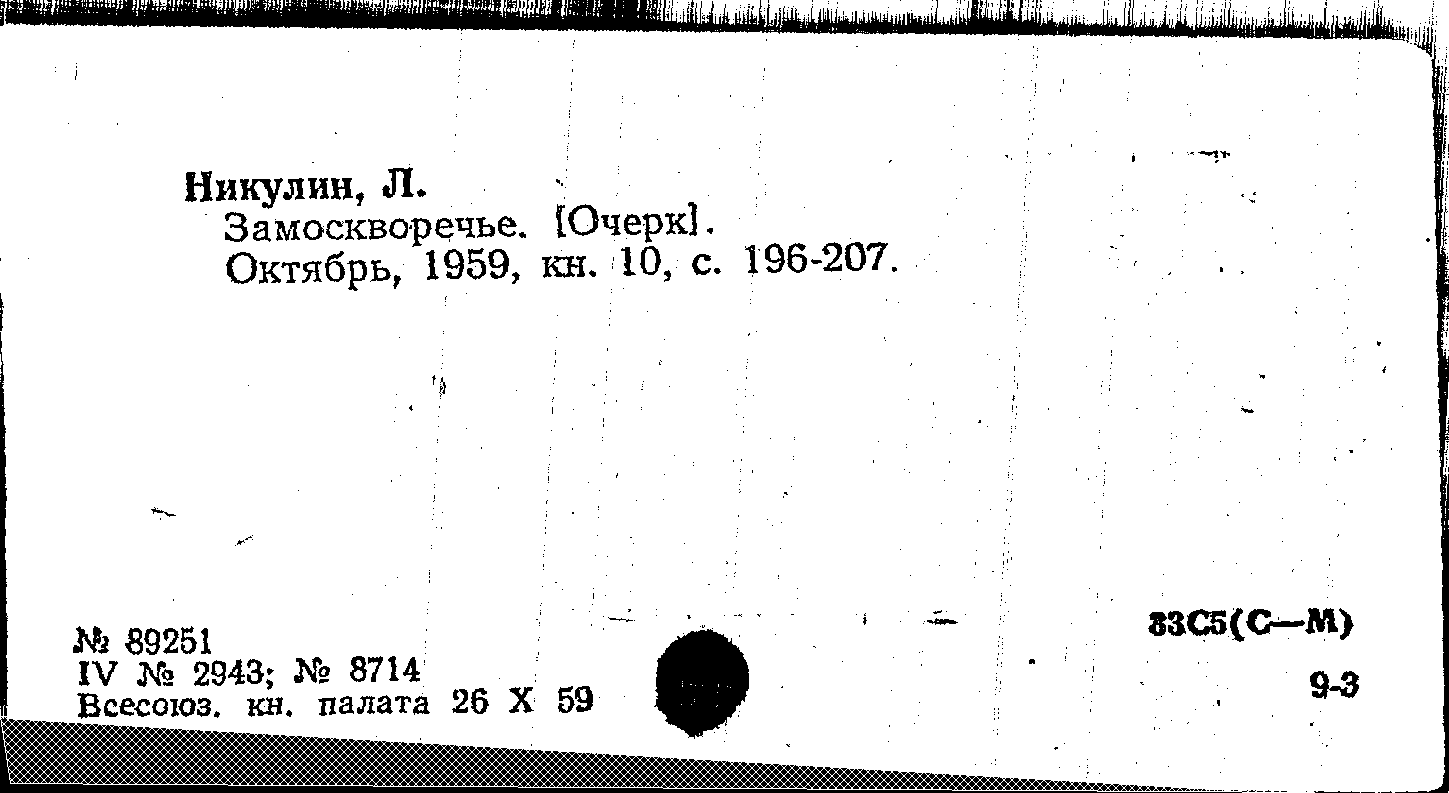 Никулин, Л.
Замоскворечье. [Очерк].
Октябрь, 1959, кн. 10, с. 196-207.
№ 89251
IV № 2943; № 8714
Всесоюз. кн. палата 26 X 59
83С5(С—М)
9-3